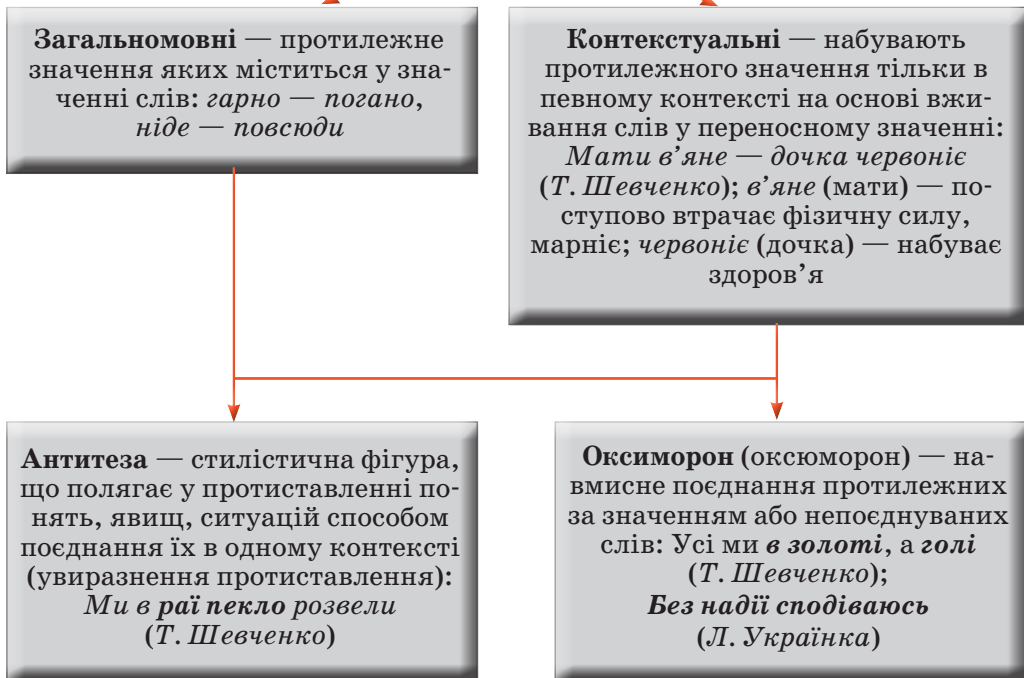 Загальномовні — протилежне
значення яких міститься у зна-
ченні слів: гарно — погано,
ніде — повсюди
Контекстуальні — набувають
протилежного значення тільки в
певному контексті на основі вжи-
вання слів у переносному значенні:
Мати в’яне — дочка червоніє
(Т. Шевченко); в’яне (мати) — по-
ступово втрачає фізичну силу,
марніє; червоніє (дочка) — набуває
здоров’я
Антитеза — стилістична фігура,
що полягає у протиставленні по-
нять, явищ, ситуацій способом
поєднання їх в одному контексті
(увиразнення протиставлення):
Ми в раї пекло розвели
(Т. Шевченко)
Оксиморон (оксюморон) — на-
вмисне поєднання протилежних
за значенням або непоєднуваних
слів: Усі ми в золоті, а голі
(Т. Шевченко);
Без надії сподіваюсь
(Л. Українка)